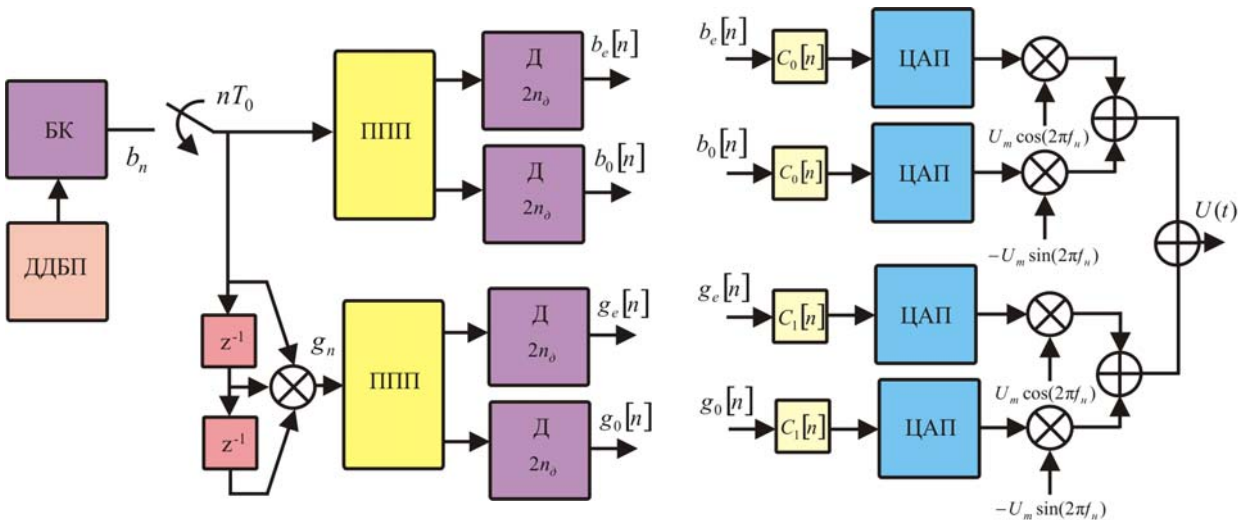 БК
ДДБП
b_n
nT_0
z^{-1}
z^{-1}
g_n
ППП
ППП
Д
2n_д
b_e[n]
Д
2n_д
b_0[n]
Д
2n_д
g_e[n]
Д
2n_д
g_0[n]
b_e[n]
C_0[n]
ЦАП
U_m cos(2πf_н)
b_0[n]
C_0[n]
ЦАП
−U_m sin(2πf_н)
U(t)
g_e[n]
C_1[n]
ЦАП
U_m cos(2πf_н)
g_0[n]
C_1[n]
ЦАП
−U_m sin(2πf_н)